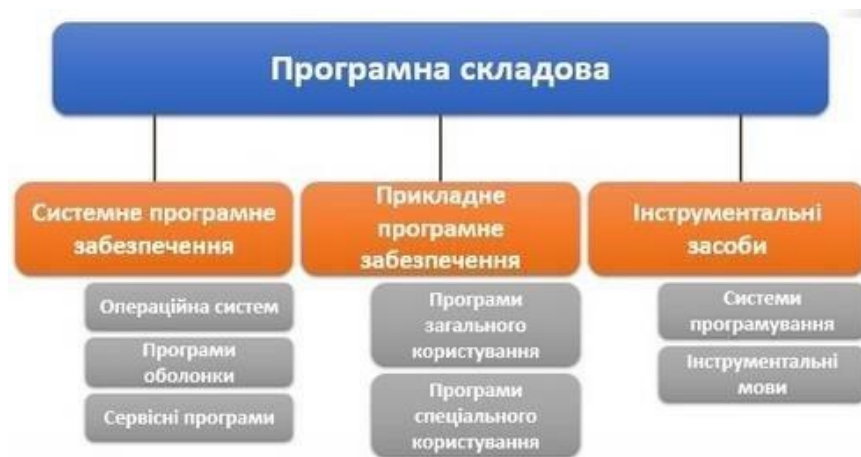 Програмна складова
Системне програмне
забезпечення
Операційна систем
Програми
оболонки
Сервісні програми
Прикладне
програмне
забезпечення
Програми
загального
користування
Програми
спеціального
користування
Інструментальні
засоби
Системи
програмування
Інструментальні
мови